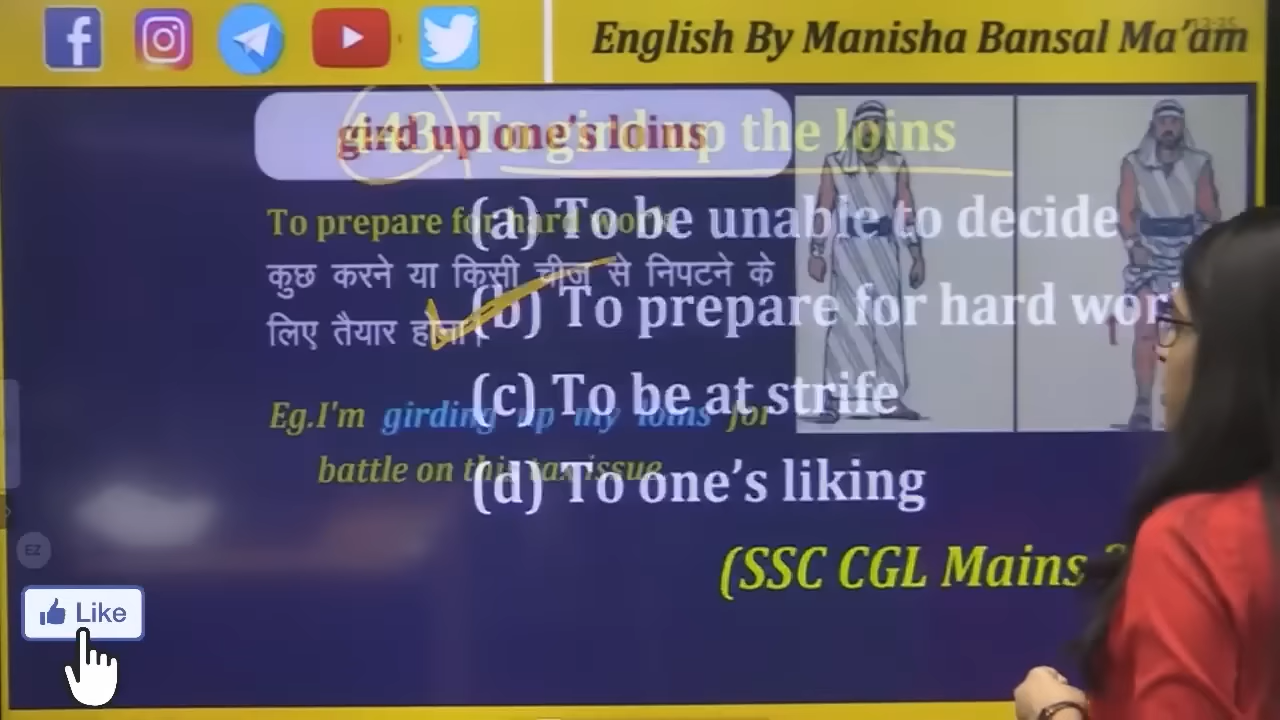 English By Manisha Bansal Ma'am
gird up one's loins
443. To gird up the loins
To prepare for hard work
कुछ करने या किसी चीज से निपटने के
लिए तैयार होना।
Eg.I'm girding up my loins for
battle on this tax issue.
(a) To be unable to decide
(b) To prepare for hard
(c) To be at strife
(d) To one's liking
(SSC CGL Mains
EZ
Like